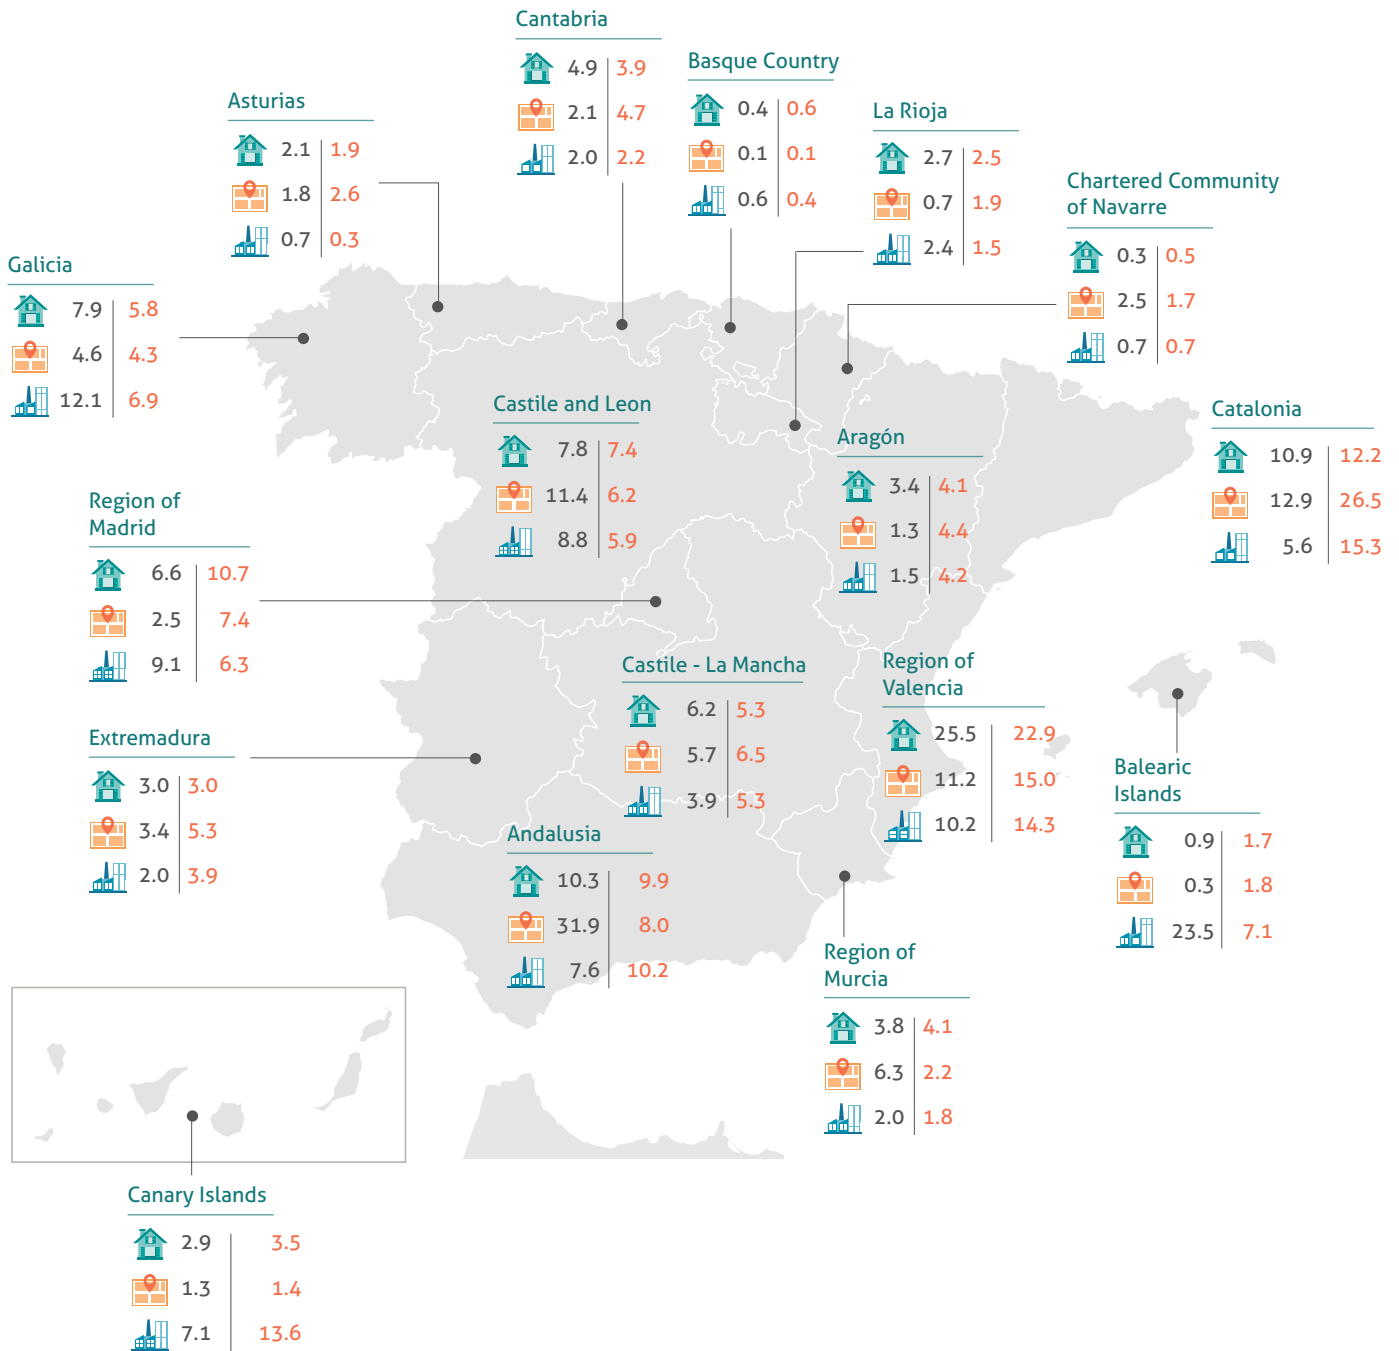 Cantabria
4.9 3.9
2.1 4.7
2.0 2.2
Basque Country
0.4 0.6
0.1 0.1
0.6 0.4
Asturias
2.1 1.9
1.8 2.6
0.7 0.3
La Rioja
2.7 2.5
0.7 1.9
2.4 1.5
Chartered Community
of Navarre
0.3 0.5
2.5 1.7
0.7 0.7
Galicia
7.9 5.8
4.6 4.3
12.1 6.9
Castile and Leon
7.8 7.4
11.4 6.2
8.8 5.9
Aragón
3.4 4.1
1.3 4.4
1.5 4.2
Catalonia
10.9 12.2
12.9 26.5
5.6 15.3
Region of
Madrid
6.6 10.7
2.5 7.4
9.1 6.3
Castile - La Mancha
6.2 5.3
5.7 6.5
3.9 5.3
Region of
Valencia
25.5 22.9
11.2 15.0
10.2 14.3
Extremadura
3.0 3.0
3.4 5.3
2.0 3.9
Balearic
Islands
0.9 1.7
0.3 1.8
23.5 7.1
Andalusia
10.3 9.9
31.9 8.0
7.6 10.2
Region of
Murcia
3.8 4.1
6.3 2.2
2.0 1.8
Canary Islands
2.9 3.5
1.3 1.4
7.1 13.6